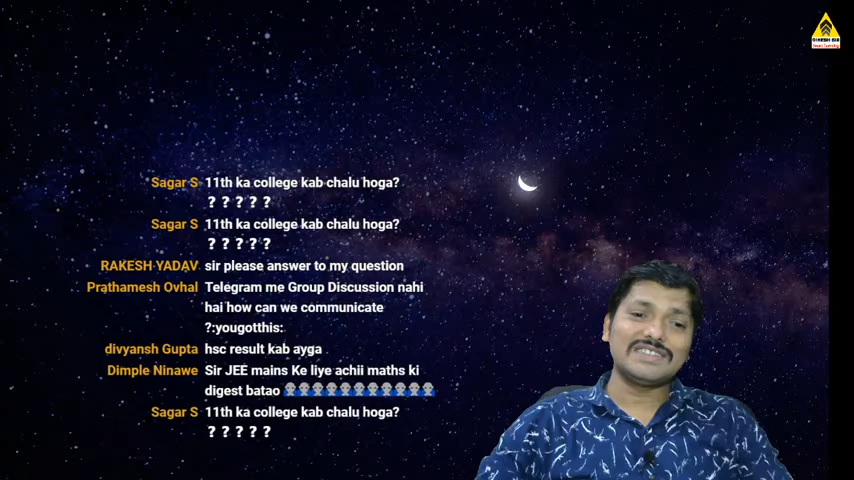 DINESH SIR
Sagar S 11th ka college kab chalu hoga?
? ? ? ? ?
Sagar S 11th ka college kab chalu hoga?
? ? ? ? ?
RAKESH YADAV sir please answer to my question
Prathamesh Ovhal Telegram me Group Discussion nahi
hai how can we communicate
?:yougotthis:
divyansh Gupta hsc result kab ayga
Dimple Ninawe Sir JEE mains Ke liye achii maths ki
digest batao
Sagar S 11th ka college kab chalu hoga?
? ? ? ? ?